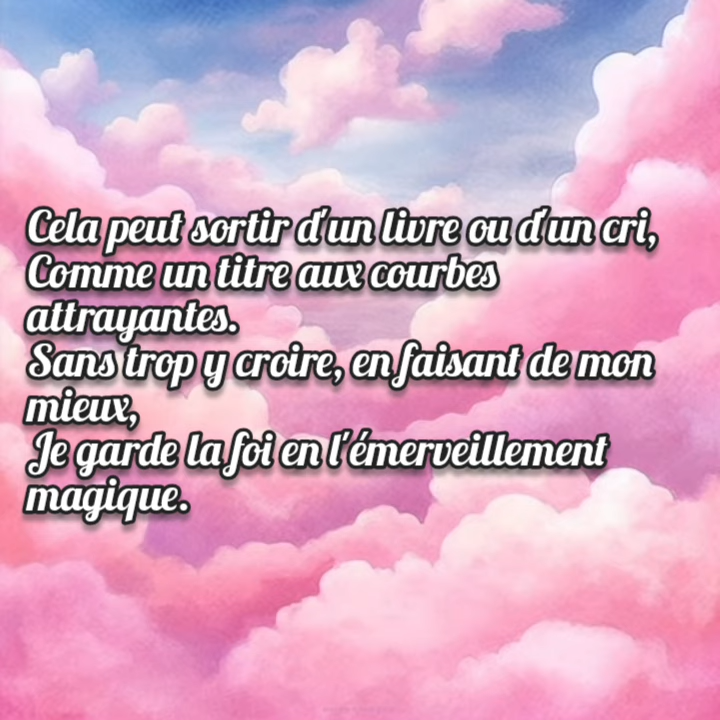 Cela peut sortir d'un livre ou d'un cri,
Comme un titre aux courbes
attrayantes.
Sans trop y croire, en faisant de mon
mieux,
Je garde la foi en l'émerveillement
magique.